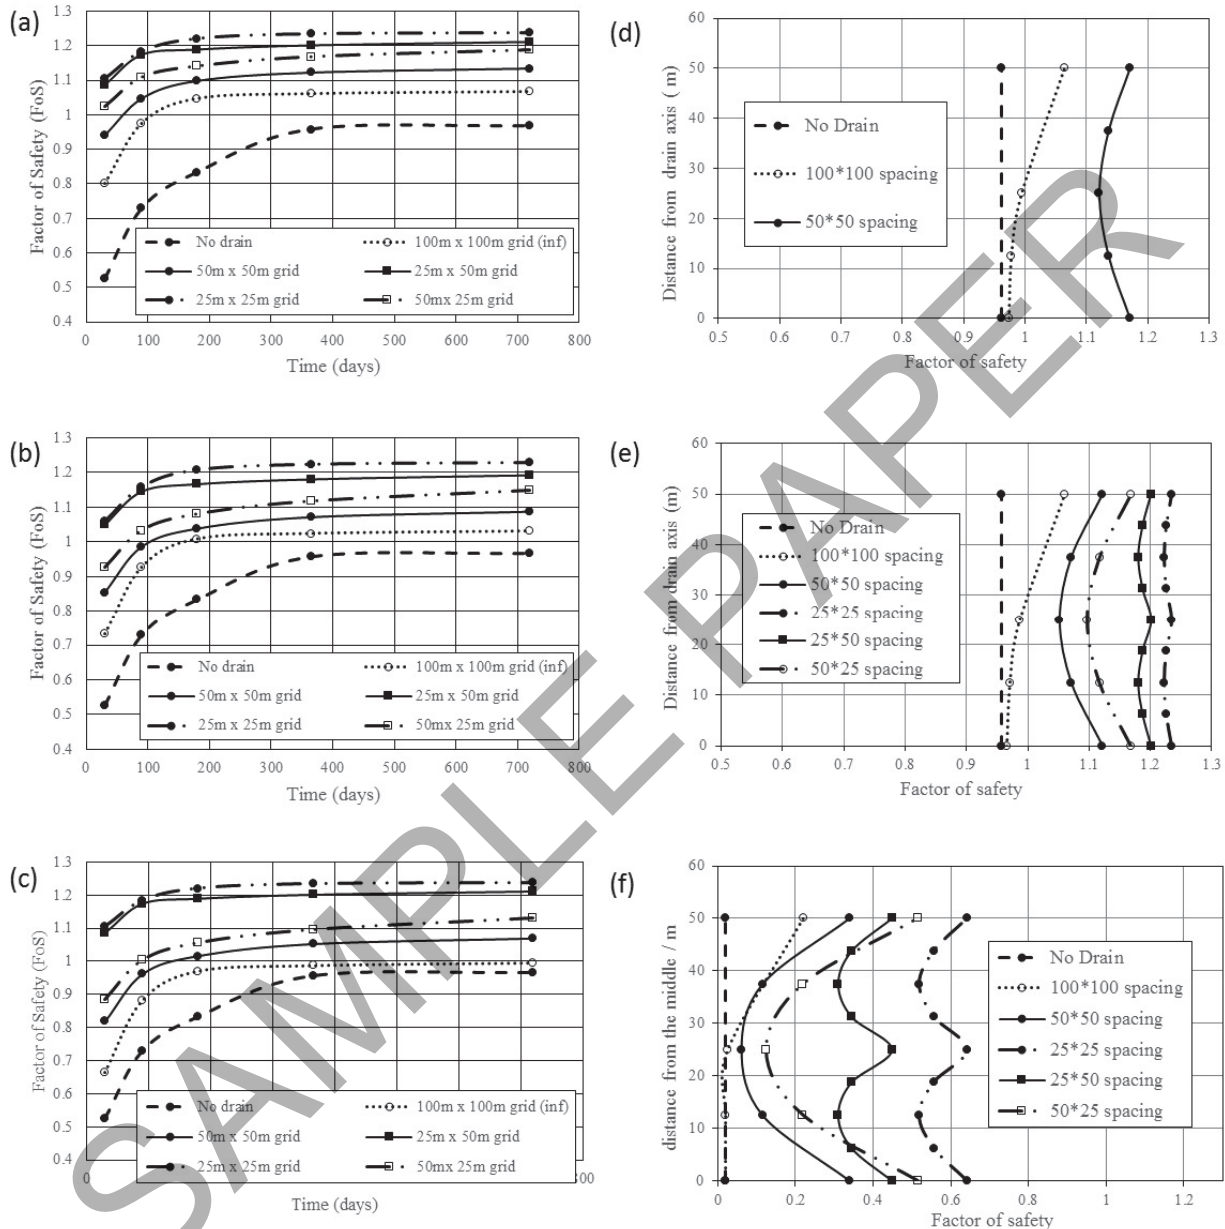 (a)
1.3
1.2
1.1
1
0.9
0.8
0.7
0.6
0.5
0.4
Factor of Safety (FoS)
No drain
100m x 100m grid (inf)
50m x 50m grid
25m x 50m grid
25m x 25m grid
50mx 25m grid
0 100 200 300 400 500 600 700 800
Time (days)
(d)
60
50
40
30
20
10
0
Distance from drain axis ( m)
No Drain
100*100 spacing
50*50 spacing
0.5 0.6 0.7 0.8 0.9 1 1.1 1.2 1.3
Factor of safety
(b)
1.3
1.2
1.1
1
0.9
0.8
0.7
0.6
0.5
0.4
Factor of Safety (FoS)
No drain
100m x 100m grid (inf)
50m x 50m grid
25m x 50m grid
25m x 25m grid
50mx 25m grid
0 100 200 300 400 500 600 700 800
Time (days)
(e)
60
50
40
30
20
10
0
Distance from drain axis (m)
No Drain
100*100 spacing
50*50 spacing
25*25 spacing
25*50 spacing
50*25 spacing
0.5 0.6 0.7 0.8 0.9 1 1.1 1.2 1.3
Factor of safety
(c)
1.3
1.2
1.1
1
0.9
0.8
0.7
0.6
0.5
0.4
Factor of Safety (FoS)
No drain
100m x 100m grid (inf)
50m x 50m grid
25m x 50m grid
25m x 25m grid
50mx 25m grid
Time (days)
(f)
60
50
40
30
20
10
0
distance from the middle / m
No Drain
100*100 spacing
50*50 spacing
25*25 spacing
25*50 spacing
50*25 spacing
0 0.2 0.4 0.6 0.8 1 1.2
Factor of safety
SAMPLE PAPER